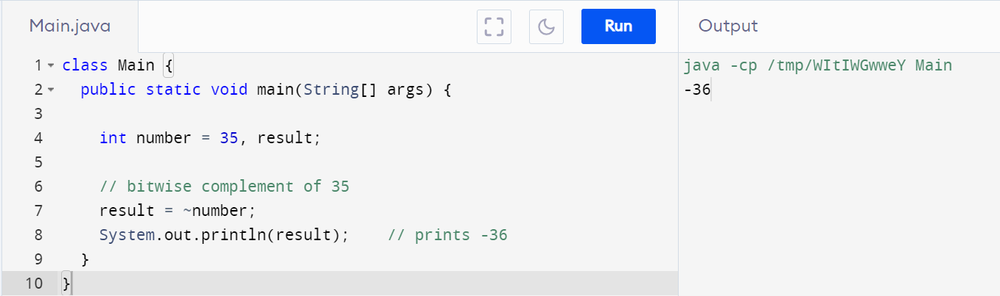 Main.java
Run
Output
1 class Main {
2 public static void main(String[] args) {
3
4 int number = 35, result;
5
6 // bitwise complement of 35
7 result = ~number;
8 System.out.println(result);    // prints -36
9 }
10 }
java -cp /tmp/WItIWGwweY Main
-36